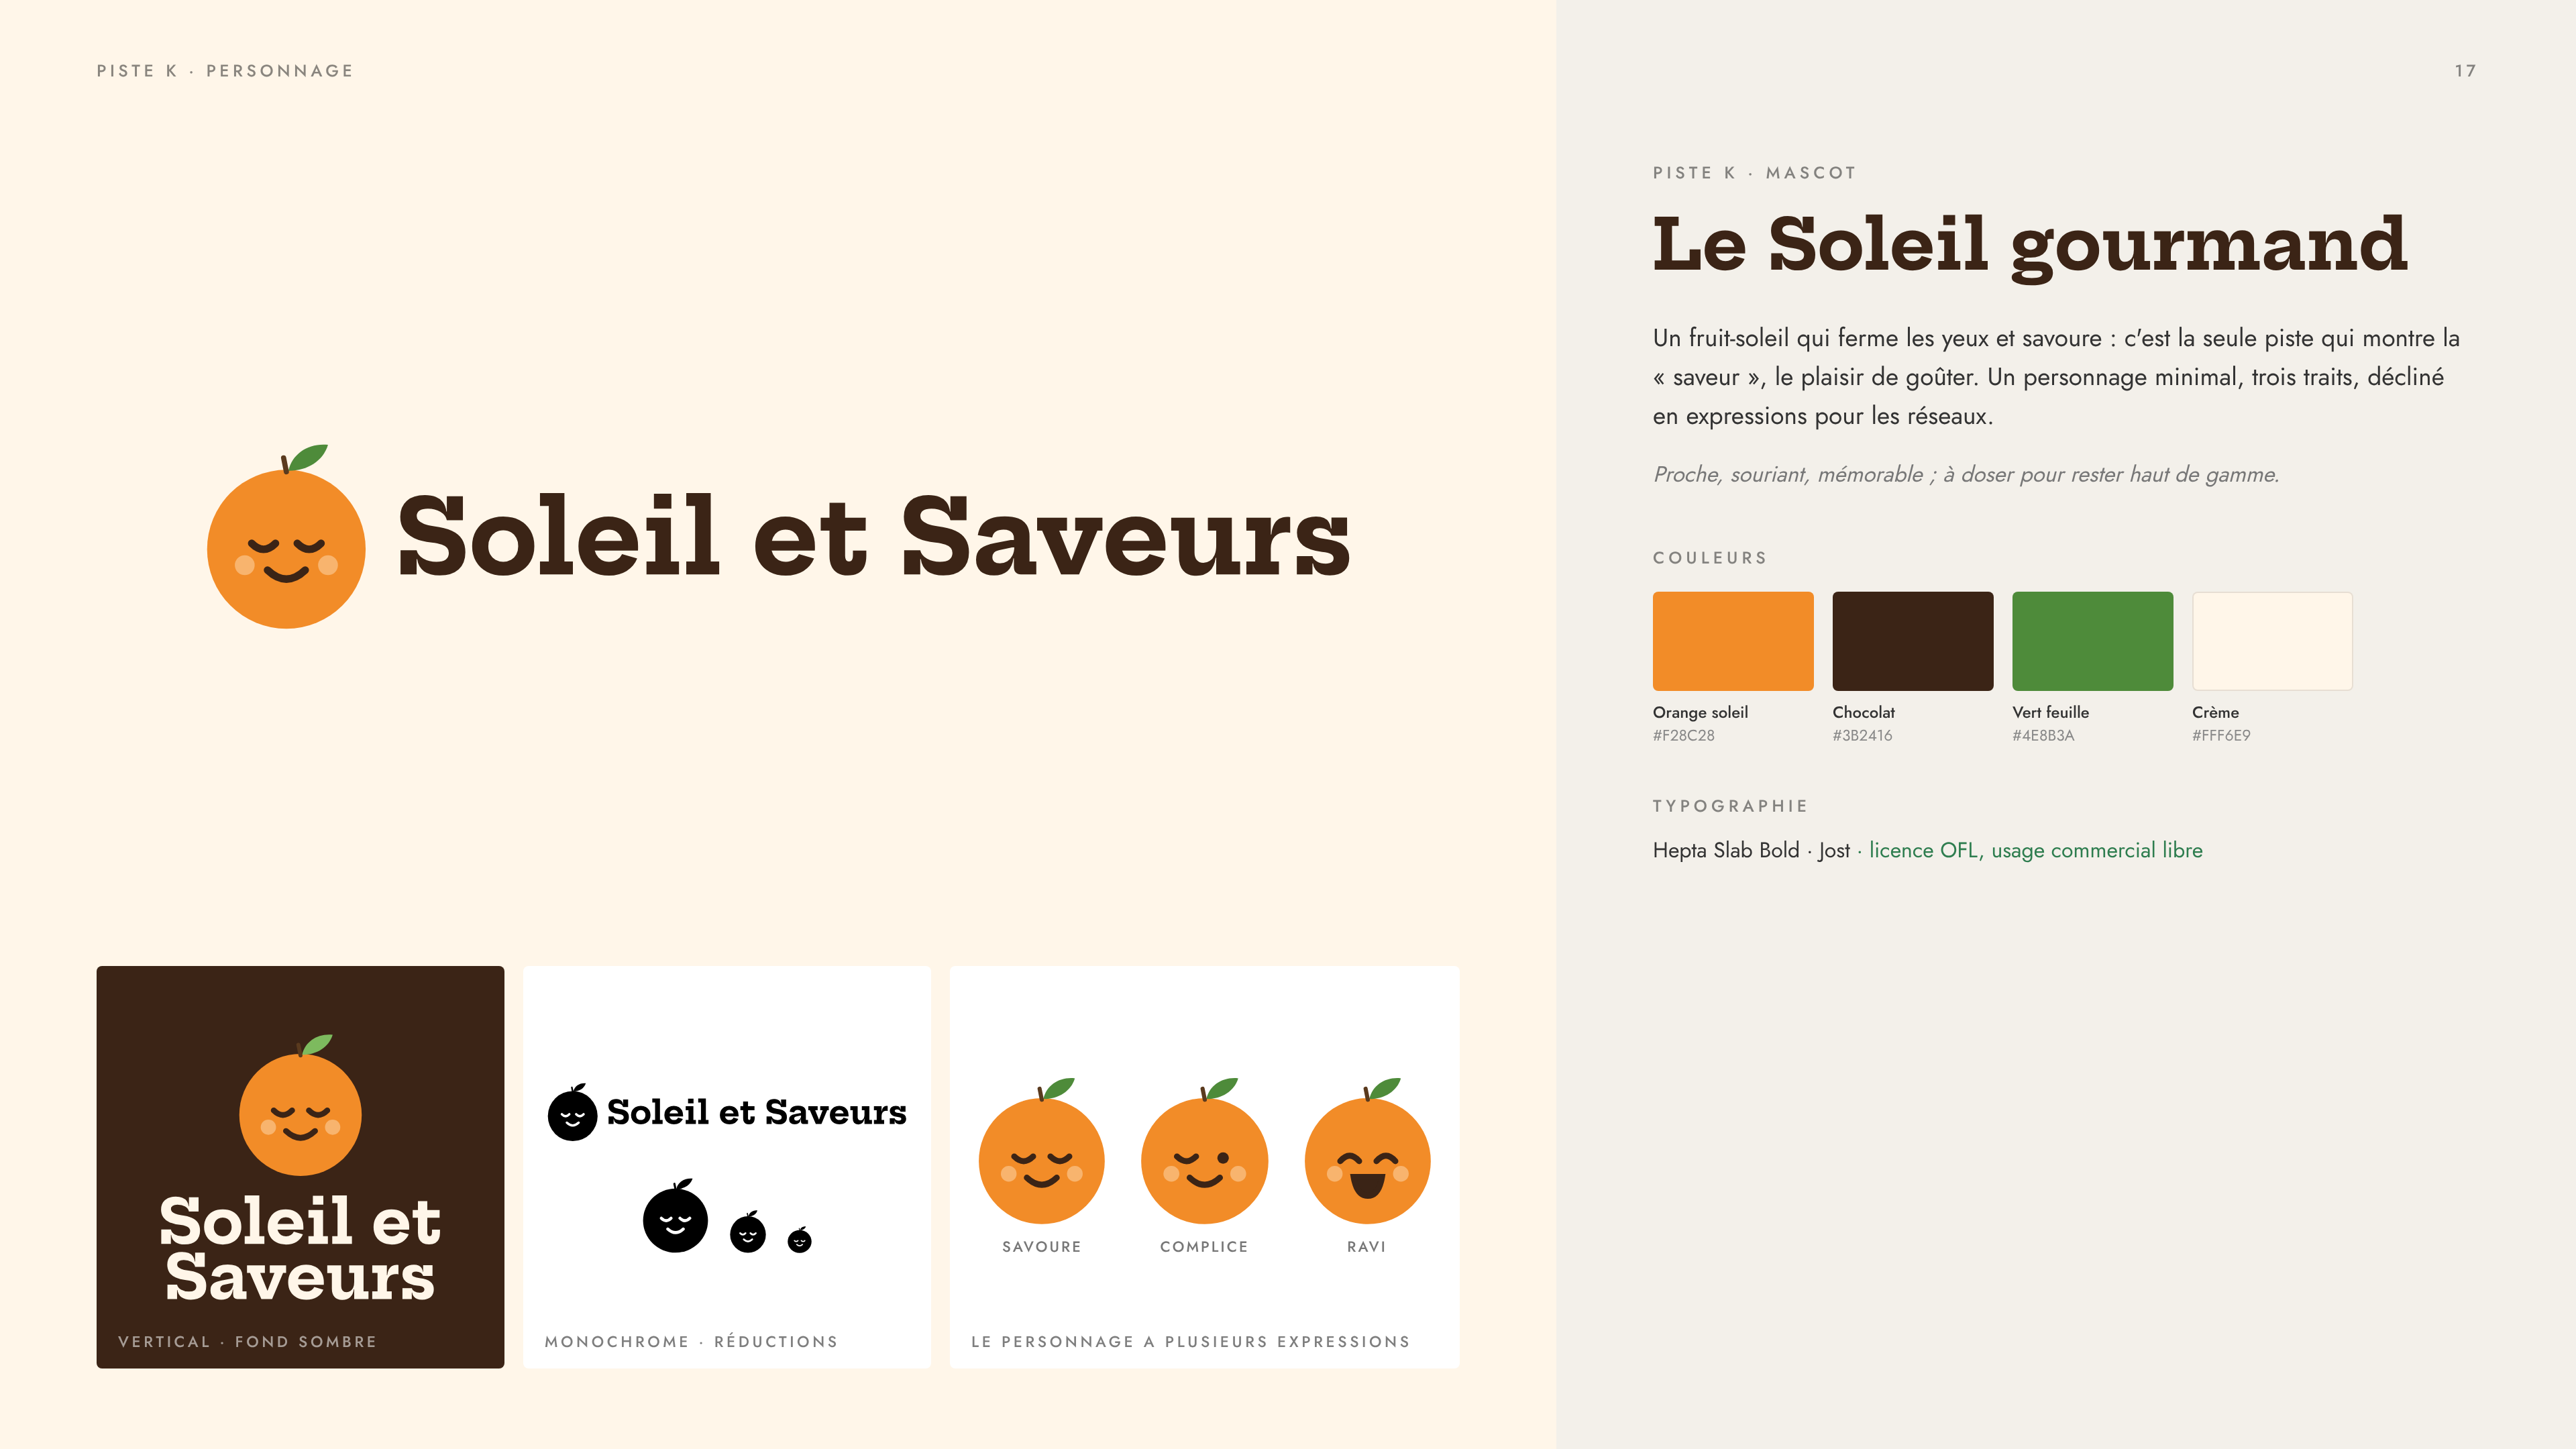 PISTE K · PERSONNAGE
17
Soleil et Saveurs
Soleil et
Saveurs
VERTICAL · FOND SOMBRE
Soleil et Saveurs
MONOCHROME · RÉDUCTIONS
SAVOURE
COMPLICE
RAVI
LE PERSONNAGE A PLUSIEURS EXPRESSIONS
PISTE K · MASCOT
Le Soleil gourmand
Un fruit-soleil qui ferme les yeux et savoure : c'est la seule piste qui montre la
« saveur », le plaisir de goûter. Un personnage minimal, trois traits, décliné
en expressions pour les réseaux.
Proche, souriant, mémorable ; à doser pour rester haut de gamme.
COULEURS
Orange soleil
#F28C28
Chocolat
#3B2416
Vert feuille
#4E8B3A
Crème
#FFF6E9
TYPOGRAPHIE
Hepta Slab Bold · Jost · licence OFL, usage commercial libre